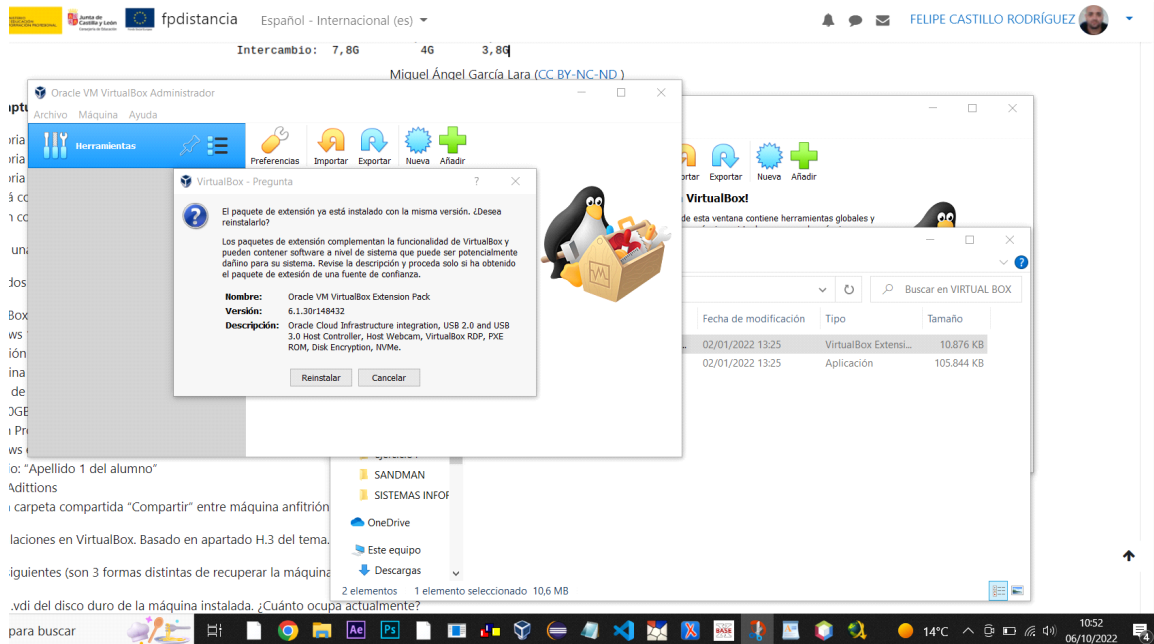 Junta de
Castilla y León
fpdistancia
Español - Internacional (es)
FELIPE CASTILLO RODRÍGUEZ
Intercambio: 7,8G 4G 3,8G
Miguel Ángel García Lara (CC BY-NC-ND )
Oracle VM VirtualBox Administrador
Archivo Máquina Ayuda
Herramientas
Preferencias Importar Exportar Nueva Añadir
Exportar Nueva Añadir
VirtualBox!
de esta ventana contiene herramientas globales y
VirtualBox - Pregunta
El paquete de extensión ya está instalado con la misma versión. ¿Desea
reinstalarlo?
Los paquetes de extensión complementan la funcionalidad de VirtualBox y
pueden contener software a nivel de sistema que puede ser potencialmente
dañino para su sistema. Revise la descripción y proceda solo si ha obtenido
el paquete de extesión de una fuente de confianza.
Nombre: Oracle VM VirtualBox Extension Pack
Versión: 6.1.30r148432
Descripción: Oracle Cloud Infrastructure integration, USB 2.0 and USB
3.0 Host Controller, Host Webcam, VirtualBox RDP, PXE
ROM, Disk Encryption, NVMe.
Reinstalar Cancelar
Buscar en VIRTUAL BOX
Fecha de modificación Tipo Tamaño
02/01/2022 13:25 VirtualBox Extensi... 10.876 KB
02/01/2022 13:25 Aplicación 105.844 KB
SANDMAN
SISTEMAS INFOR
OneDrive
Este equipo
Descargas
2 elementos 1 elemento seleccionado 10,6 MB
io: “Apellido 1 del alumno”
Adittions
carpeta compartida “Compartir” entre máquina anfitrión
laciones en VirtualBox. Basado en apartado H.3 del tema.
siguientes (son 3 formas distintas de recuperar la máquina
.vdi del disco duro de la máquina instalada. ¿Cuánto ocupa actualmente?
para buscar
Ae
Ps
BASE
14°C
10:52
06/10/2022
4